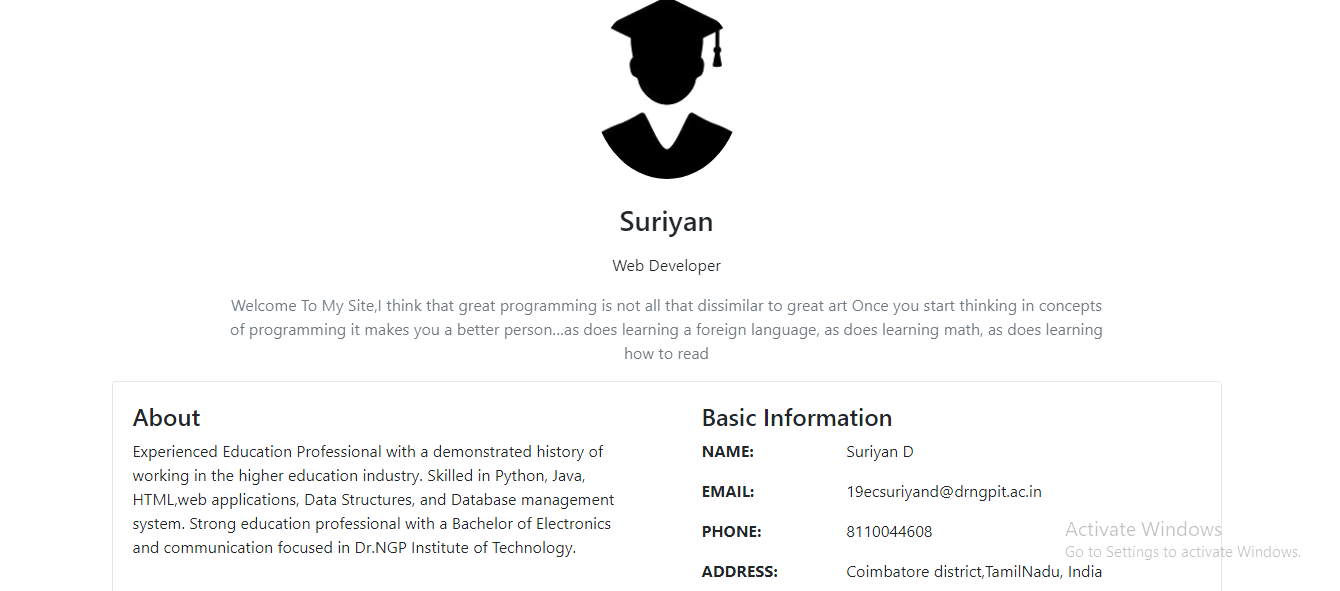 Suriyan
Web Developer
Welcome To My Site,I think that great programming is not all that dissimilar to great art Once you start thinking in concepts
of programming it makes you a better person...as does learning a foreign language, as does learning math, as does learning
how to read
About
Experienced Education Professional with a demonstrated history of
working in the higher education industry. Skilled in Python, Java,
HTML,web applications, Data Structures, and Database management
system. Strong education professional with a Bachelor of Electronics
and communication focused in Dr.NGP Institute of Technology.
Basic Information
NAME: Suriyan D
EMAIL: 19ecsuriyand@drngpit.ac.in
PHONE: 8110044608
ADDRESS: Coimbatore district,TamilNadu, India
Activate Windows
Go to Settings to activate Windows.